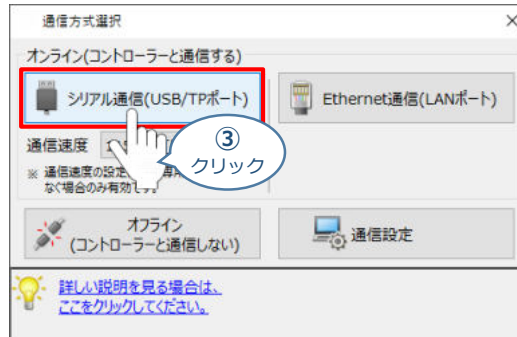 通信方式選択
オンライン(コントローラーと通信する)
シリアル通信(USB/TPポート)
Ethernet通信(LANポート)
通信速度
③
クリック
※ 通信速度の設定
なぐ場合のみ有効です。
オフライン
(コントローラーと通信しない)
通信設定
詳しい説明を見る場合は、
ここをクリックしてください。